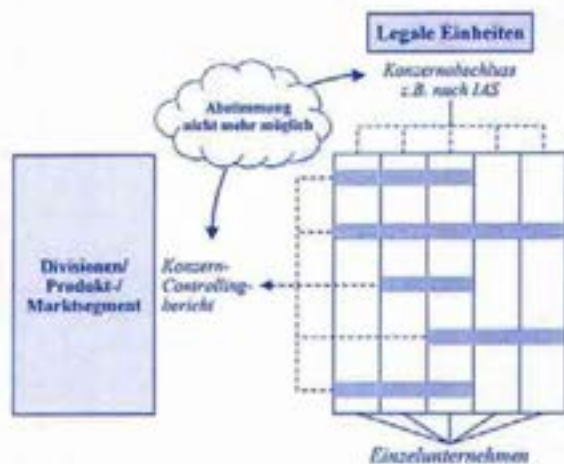 Legale Einheiten
Konzernabschluss
z.B. nach IAS
Abstimmung
nicht mehr möglich
Divisionen/
Produkt-/
Marktsegment
Konzern-
Controlling-
bericht
Einzelunternehmen